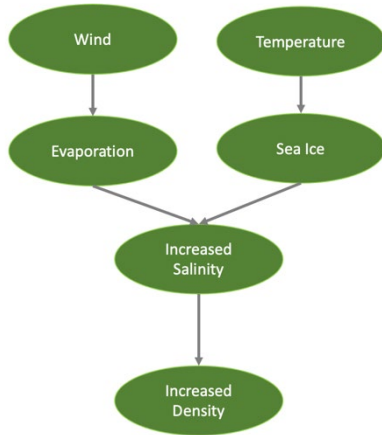 Wind
Temperature
Evaporation
Sea Ice
Increased
Salinity
Increased
Density